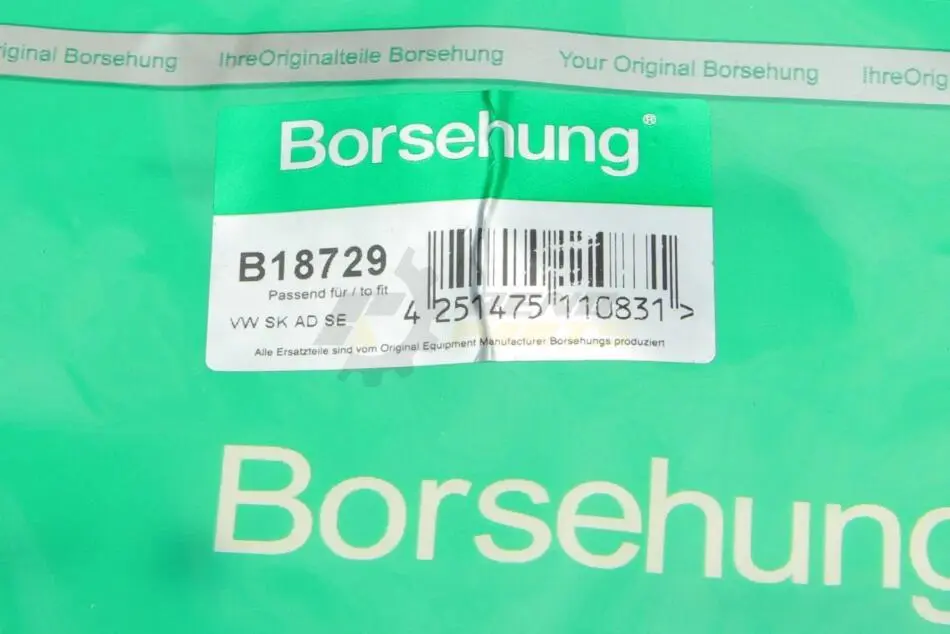 iginal Borsehung IhreOriginalteile Borsehung Your Original Borsehung IhreOrig
Borsehung®
B18729
Passend für / to fit
VW SK AD SE
4 251475 110831 >
Alle Ersatzteile sind vom Original Equipment Manufacturer Borsehungs produziert
Borsehung